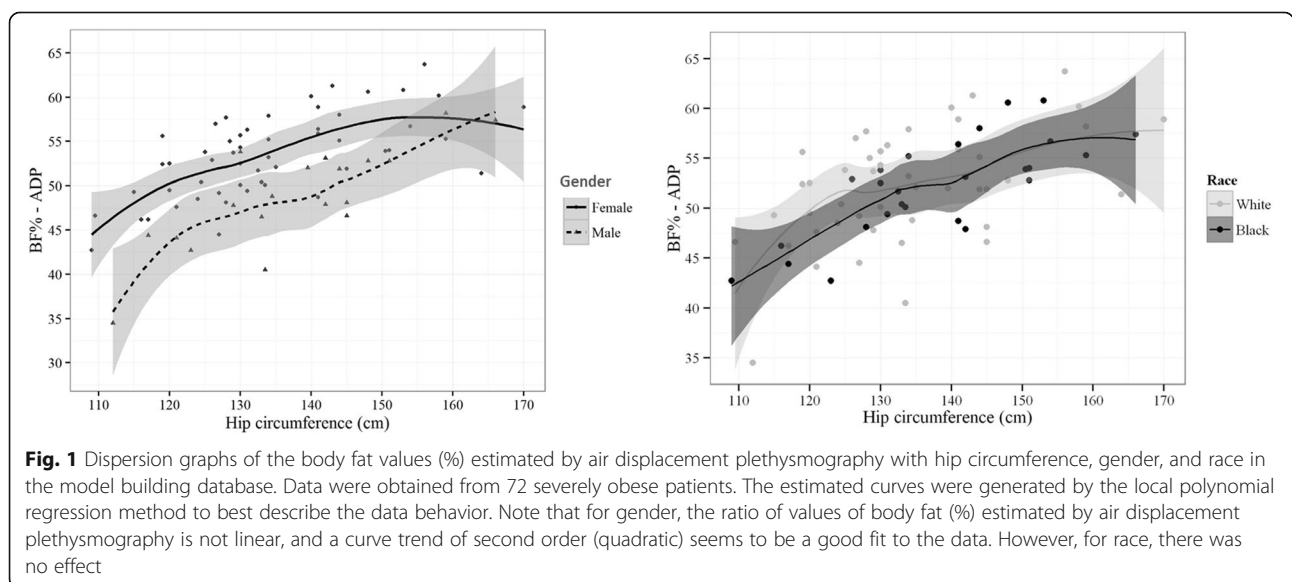 65
60
55
50
45
40
35
30
BF% - ADP
110 120 130 140 150 160 170
Hip circumference (cm)
Gender
Female
Male
65
60
55
50
45
40
35
BF% - ADP
110 120 130 140 150 160 170
Hip circumference (cm)
Race
White
Black
Fig. 1 Dispersion graphs of the body fat values (%) estimated by air displacement plethysmography with hip circumference, gender, and race in
the model building database. Data were obtained from 72 severely obese patients. The estimated curves were generated by the local polynomial
regression method to best describe the data behavior. Note that for gender, the ratio of values of body fat (%) estimated by air displacement
plethysmography is not linear, and a curve trend of second order (quadratic) seems to be a good fit to the data. However, for race, there was
no effect